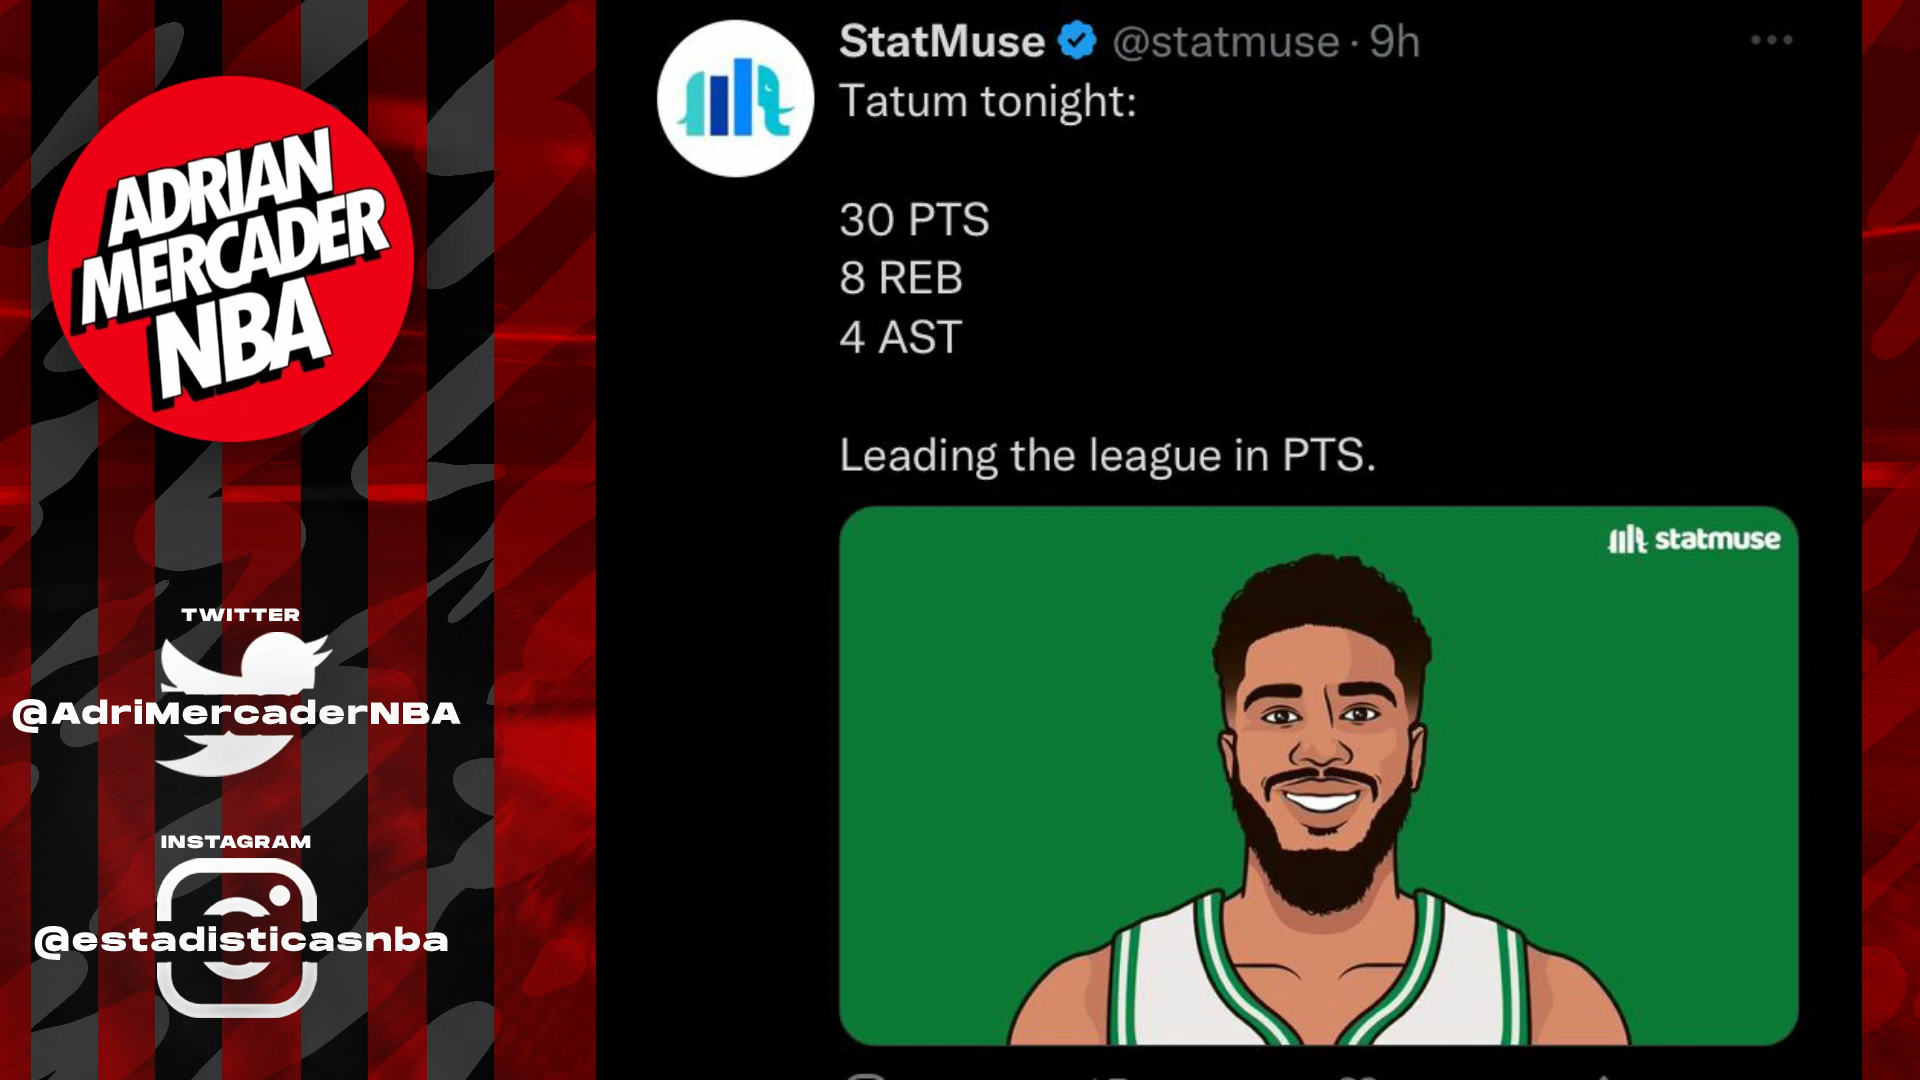 ADRIAN
MERCADER
NBA
TWITTER
@AdriMercaderNBA
INSTAGRAM
@estadisticasnba
StatMuse @statmuse · 9h
Tatum tonight:
30 PTS
8 REB
4 AST
Leading the league in PTS.
statmuse